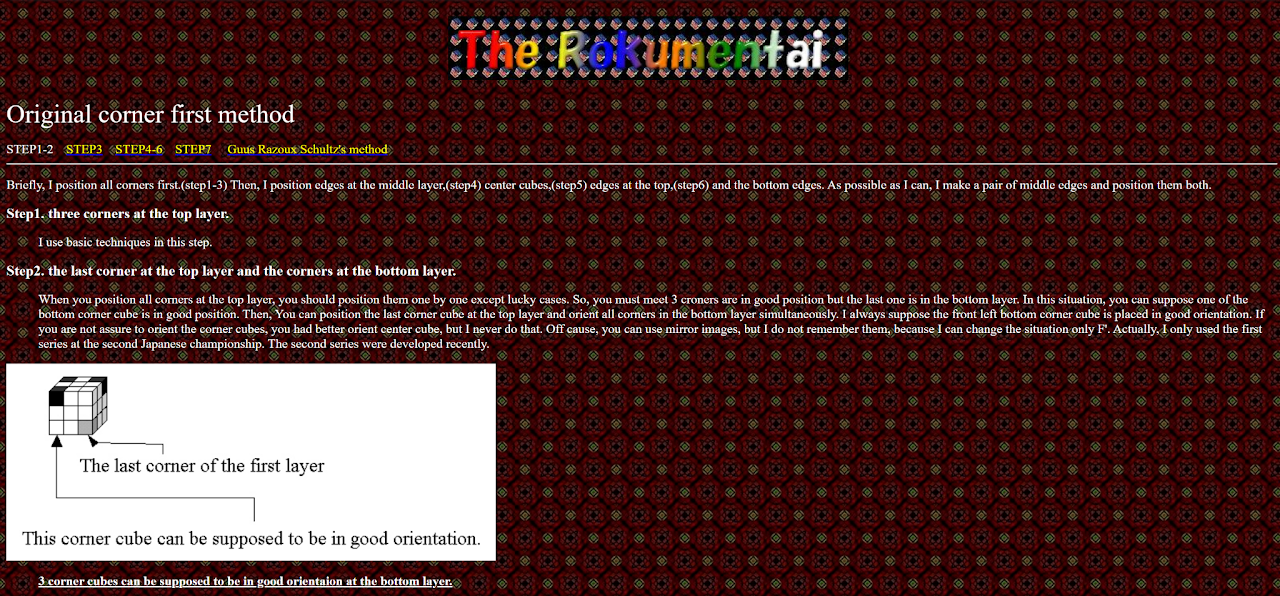 The Rokumentai
Original corner first method
STEP1-2 STEP3 STEP4-6 STEP7 Guus Razoux Schultz's method
Briefly, I position all corners first.(step1-3) Then, I position edges at the middle layer,(step4) center cubes,(step5) edges at the top,(step6) and the bottom edges. As possible as I can, I make a pair of middle edges and position them both.
Step1. three corners at the top layer.
I use basic techniques in this step.
Step2. the last corner at the top layer and the corners at the bottom layer.
When you position all corners at the top layer, you should position them one by one except lucky cases. So, you must meet 3 croners are in good position but the last one is in the bottom layer. In this situation, you can suppose one of the
bottom corner cube is in good position. Then, You can position the last corner cube at the top layer and orient all corners in the bottom layer simultaneously. I always suppose the front left bottom corner cube is placed in good orientation. If
you are not assure to orient the corner cubes, you had better orient center cube, but I never do that. Off cause, you can use mirror images, but I do not remember them, because I can change the situation only F'. Actually, I only used the first
series at the second Japanese championship. The second series were developed recently.
The last corner of the first layer
This corner cube can be supposed to be in good orientation.
3 corner cubes can be supposed to be in good orientaion at the bottom layer.